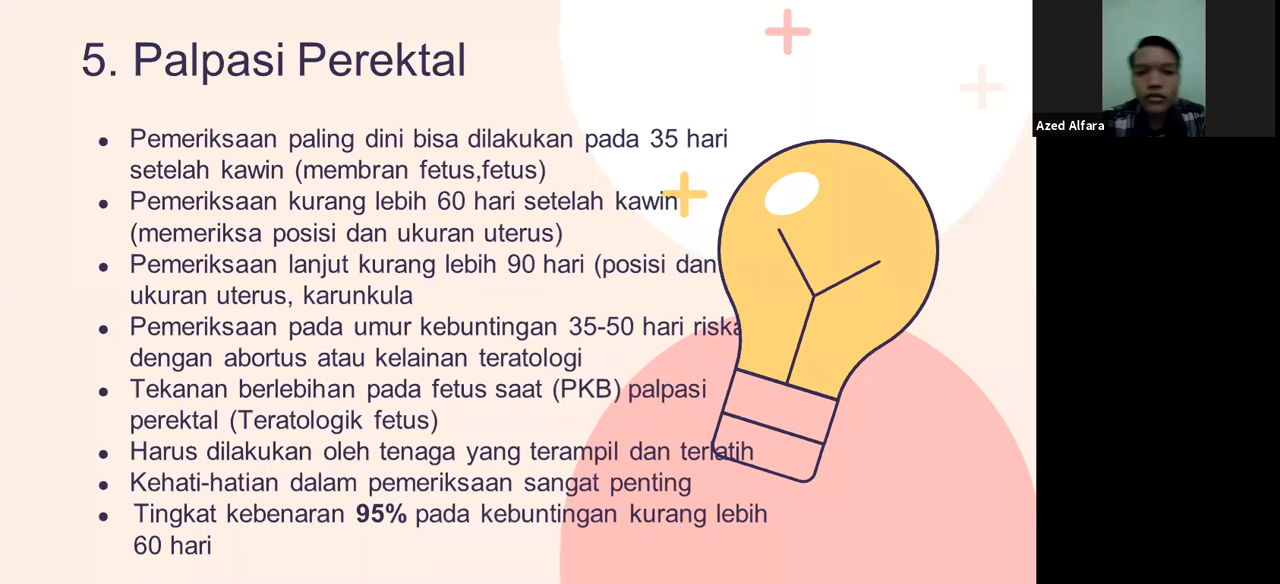 5. Palpasi Perektal
Azed Alfara
● Pemeriksaan paling dini bisa dilakukan pada 35 hari
setelah kawin (membran fetus,fetus)
● Pemeriksaan kurang lebih 60 hari setelah kawin
(memeriksa posisi dan ukuran uterus)
● Pemeriksaan lanjut kurang lebih 90 hari (posisi dan
ukuran uterus, karunkula
● Pemeriksaan pada umur kebuntingan 35-50 hari riska
dengan abortus atau kelainan teratologi
● Tekanan berlebihan pada fetus saat (PKB) palpasi
perektal (Teratologik fetus)
● Harus dilakukan oleh tenaga yang terampil dan terlatih
● Kehati-hatian dalam pemeriksaan sangat penting
● Tingkat kebenaran 95% pada kebuntingan kurang lebih
60 hari